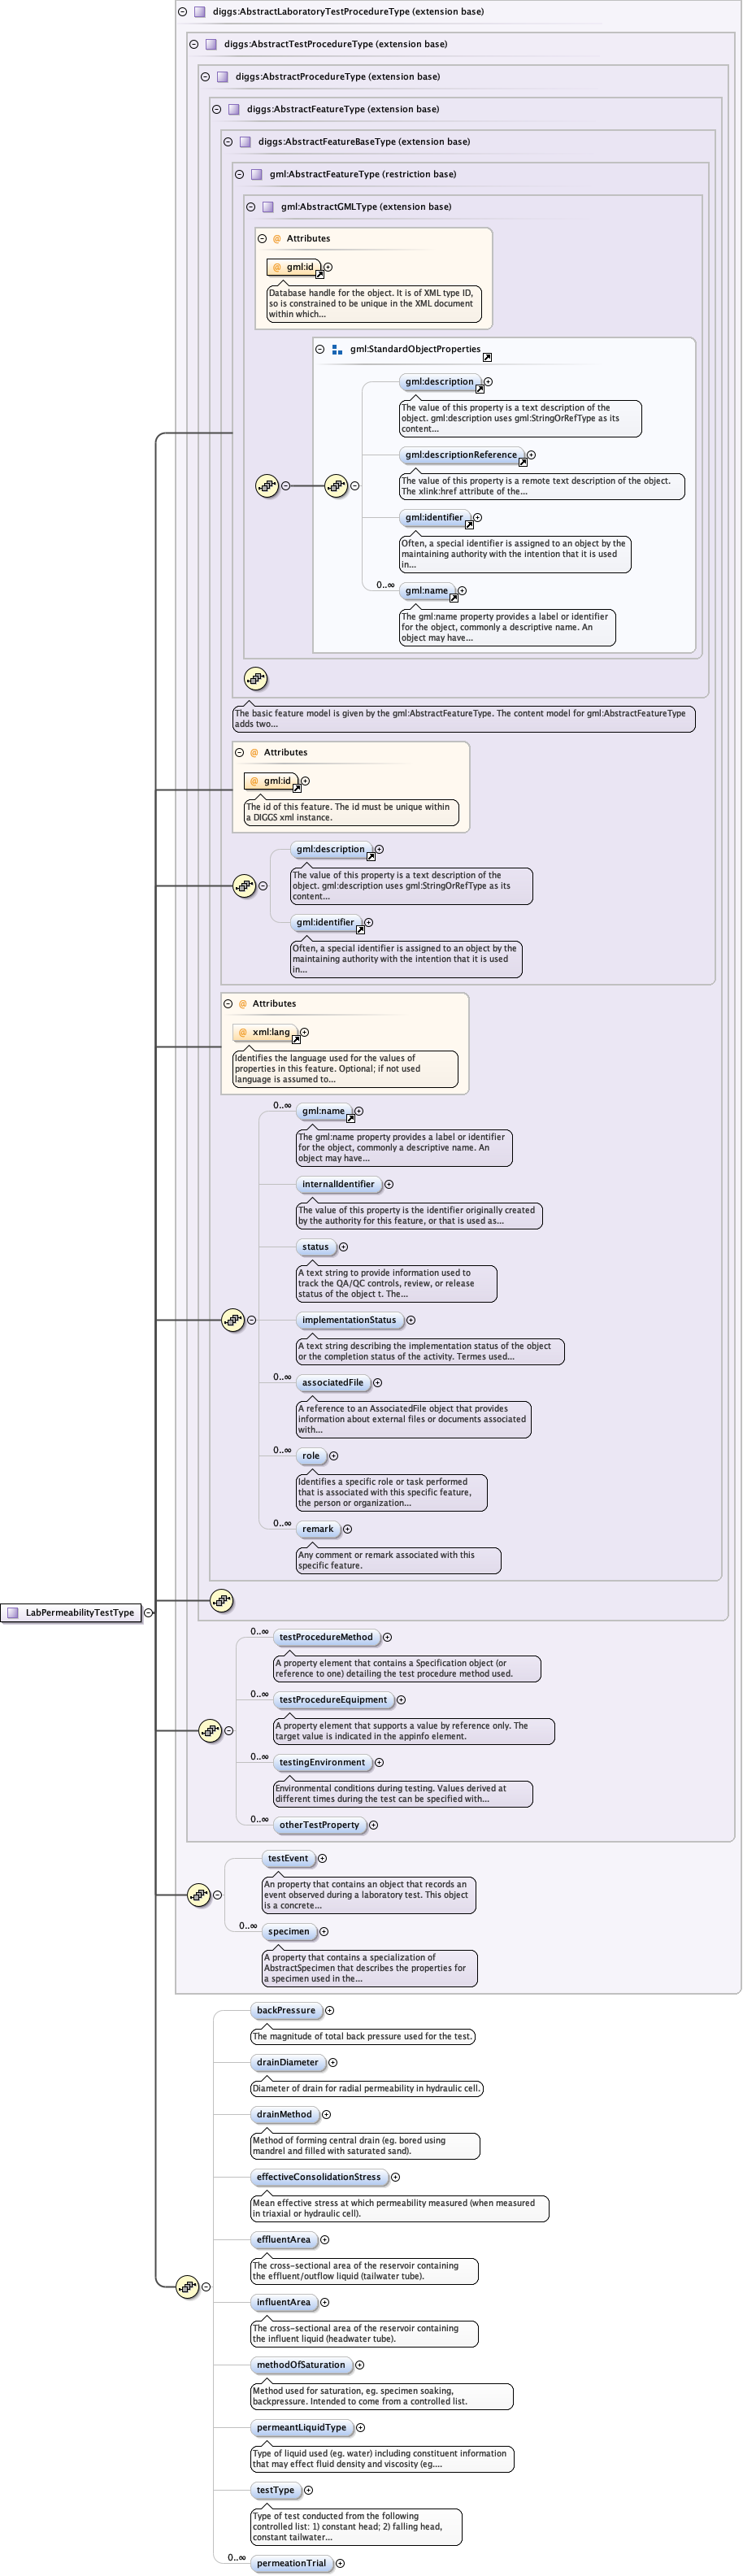 diggs:AbstractLaboratoryTestProcedureType (extension base)
diggs:AbstractTestProcedureType (extension base)
diggs:AbstractProcedureType (extension base)
diggs:AbstractFeatureType (extension base)
diggs:AbstractFeatureBaseType (extension base)
gml:AbstractFeatureType (restriction base)
gml:AbstractGMLType (extension base)
@ Attributes
@ gml:id
Database handle for the object. It is of XML type ID,
so is constrained to be unique in the XML document
within which...
gml:StandardObjectProperties
gml:description
The value of this property is a text description of the
object. gml:description uses gml:StringOrRefType as its
content...
gml:descriptionReference
The value of this property is a remote text description of the object.
The xlink:href attribute of the...
gml:identifier
Often, a special identifier is assigned to an object by the
maintaining authority with the intention that it is used
in...
0..∞
gml:name
The gml:name property provides a label or identifier
for the object, commonly a descriptive name. An
object may have...
The basic feature model is given by the gml:AbstractFeatureType. The content model for gml:AbstractFeatureType
adds two...
@ Attributes
@ gml:id
The id of this feature. The id must be unique within
a DIGGS xml instance.
gml:description
The value of this property is a text description of the
object. gml:description uses gml:StringOrRefType as its
content...
gml:identifier
Often, a special identifier is assigned to an object by the
maintaining authority with the intention that it is used
in...
@ Attributes
@ xml:lang
Identifies the language used for the values of
properties in this feature. Optional; if not used
language is assumed to...
0..∞
gml:name
The gml:name property provides a label or identifier
for the object, commonly a descriptive name. An
object may have...
internalIdentifier
The value of this property is the identifier originally created
by the authority for this feature, or that is used as...
status
A text string to provide information used to
track the QA/QC controls, review, or release
status of the object t. The...
implementationStatus
A text string describing the implementation status of the object
or the completion status of the activity. Termes used...
0..∞
associatedFile
A reference to an AssociatedFile object that provides
information about external files or documents associated
with...
0..∞
role
Identifies a specific role or task performed
that is associated with this specific feature,
the person or organization...
0..∞
remark
Any comment or remark associated with this
specific feature.
LabPermeabilityTestType
0..∞
testProcedureMethod
A property element that contains a Specification object (or
reference to one) detailing the test procedure method used.
0..∞
testProcedureEquipment
A property element that supports a value by reference only. The
target value is indicated in the appinfo element.
0..∞
testingEnvironment
Environmental conditions during testing. Values derived at
different times during the test can be specified with...
0..∞
otherTestProperty
testEvent
An property that contains an object that records an
event observed during a laboratory test. This object
is a concrete...
0..∞
specimen
A property that contains a specialization of
AbstractSpecimen that describes the properties for
a specimen used in the...
backPressure
The magnitude of total back pressure used for the test.
drainDiameter
Diameter of drain for radial permeability in hydraulic cell.
drainMethod
Method of forming central drain (eg. bored using
mandrel and filled with saturated sand).
effectiveConsolidationStress
Mean effective stress at which permeability measured (when measured
in triaxial or hydraulic cell).
effluentArea
The cross-sectional area of the reservoir containing
the effluent/outflow liquid (tailwater tube).
influentArea
The cross-sectional area of the reservoir containing
the influent liquid (headwater tube).
methodOfSaturation
Method used for saturation, eg. specimen soaking,
backpressure. Intended to come from a controlled list.
permeantLiquidType
Type of liquid used (eg. water) including constituent information
that may effect fluid density and viscosity (eg....
testType
Type of test conducted from the following
controlled list: 1) constant head; 2) falling head,
constant tailwater...
0..∞
permeationTrial